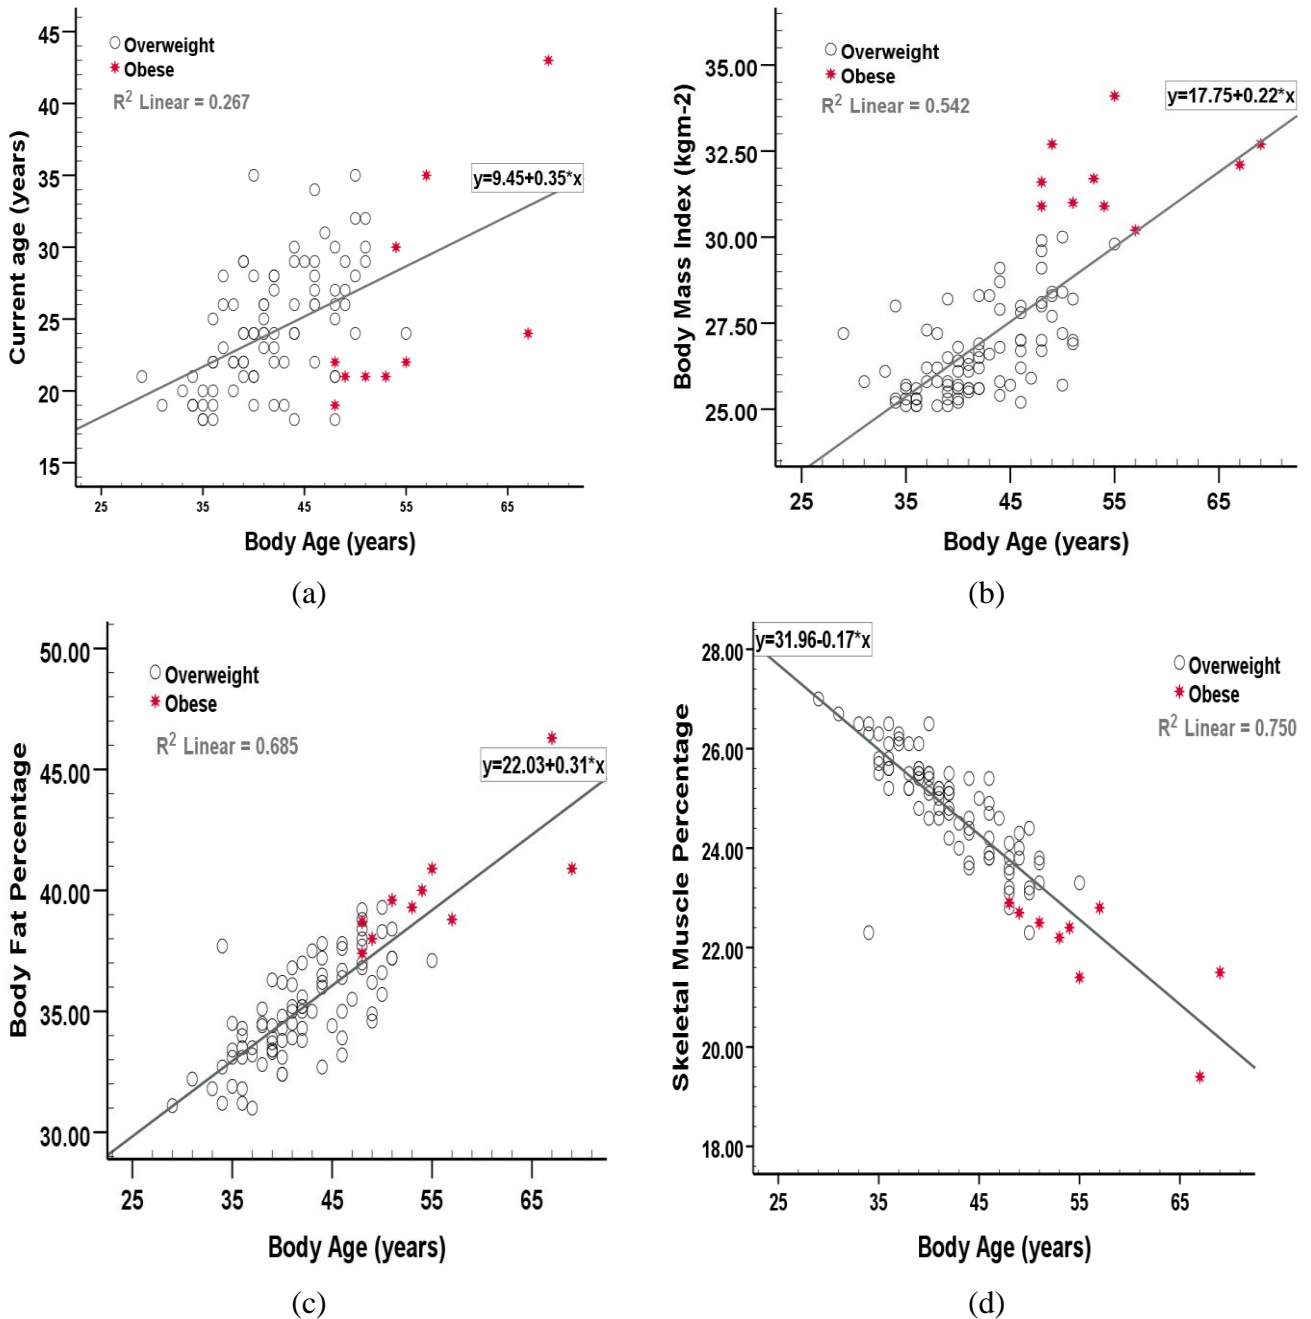 45
40
35
30
25
20
15
Current age (years)
Overweight
Obese
R2 Linear = 0.267
y=9.45+0.35*x
25 35 45 55 65
Body Age (years)
(a)
35.00
32.50
30.00
27.50
25.00
Body Mass Index (kgm-2)
Overweight
Obese
R2 Linear = 0.542
y=17.75+0.22*x
25 35 45 55 65
Body Age (years)
(b)
50.00
45.00
40.00
35.00
30.00
Body Fat Percentage
Overweight
Obese
R2 Linear = 0.685
y=22.03+0.31*x
25 35 45 55 65
Body Age (years)
(c)
28.00
26.00
24.00
22.00
20.00
18.00
Skeletal Muscle Percentage
y=31.96-0.17*x
Overweight
Obese
R2 Linear = 0.750
25 35 45 55 65
Body Age (years)
(d)